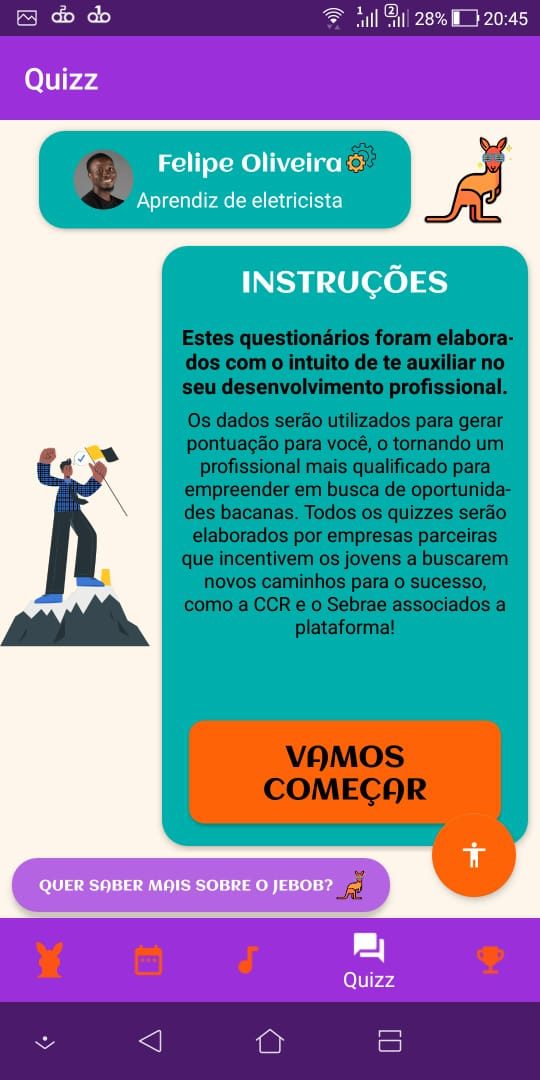 1 2 28% 20:45
Quizz
Felipe Oliveira
Aprendiz de eletricista
INSTRUÇÕES
Estes questionários foram elabora-
dos com o intuito de te auxiliar no
seu desenvolvimento profissional.
Os dados serão utilizados para gerar
pontuação para você, o tornando um
profissional mais qualificado para
empreender em busca de oportunida-
des bacanas. Todos os quizzes serão
elaborados por empresas parceiras
que incentivem os jovens a buscarem
novos caminhos para o sucesso,
como a CCR e o Sebrae associados a
plataforma!
VAMOS
COMEÇAR
QUER SABER MAIS SOBRE O JEBOB?
Quizz